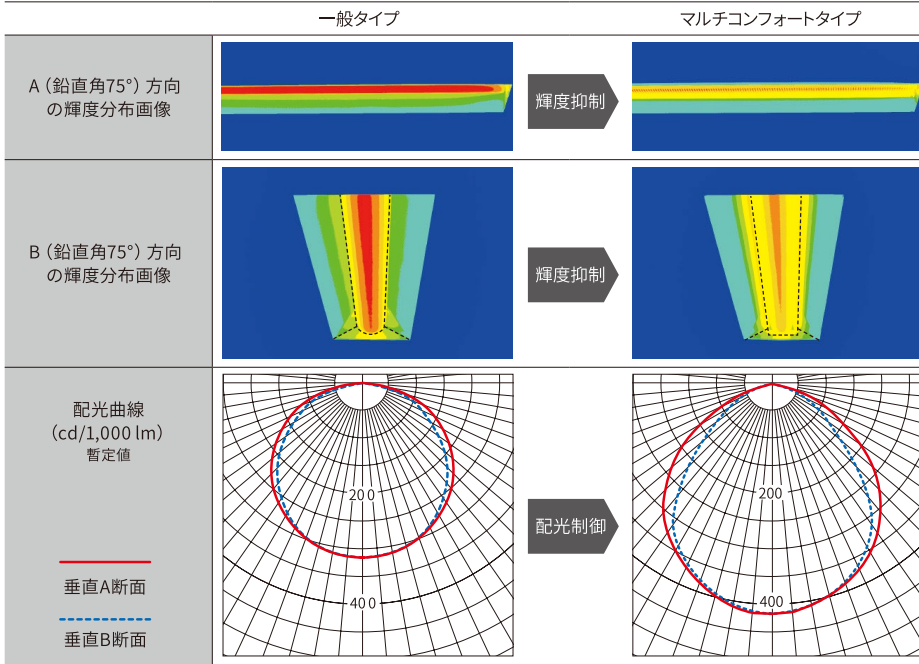 一般タイプ
マルチコンフォートタイプ
A（鉛直角75°）方向
の輝度分布画像
輝度抑制
B（鉛直角75°）方向
の輝度分布画像
輝度抑制
配光曲線
（cd/1,000 lm）
暫定値
垂直A断面
垂直B断面
200
400
配光制御
200
400